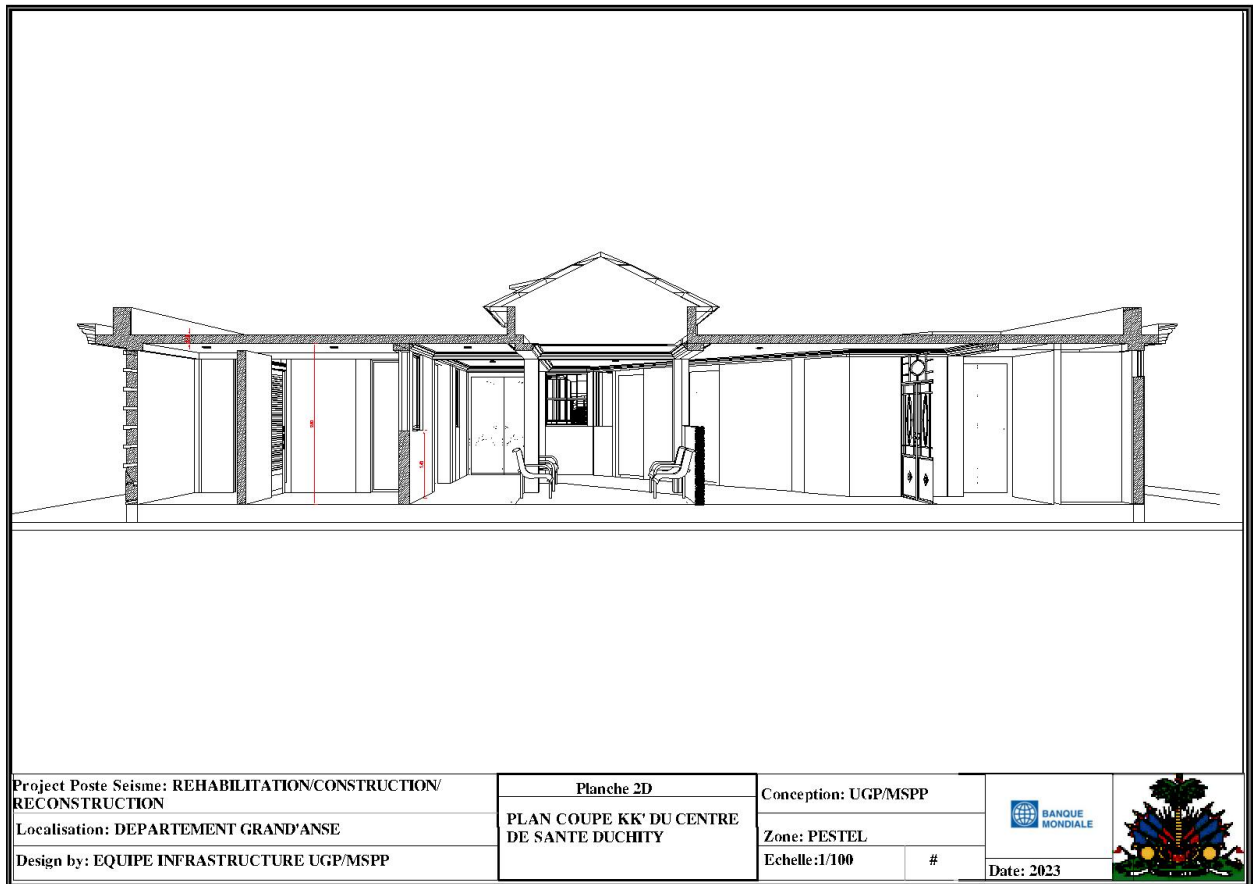 Project Poste Seisme: REHABILITATION/CONSTRUCTION/
RECONSTRUCTION
Localisation: DEPARTEMENT GRAND'ANSE
Design by: EQUIPE INFRASTRUCTURE UGP/MSPP
Planche 2D
PLAN COUPE KK' DU CENTRE
DE SANTE DUCHITY
Conception: UGP/MSPP
Zone: PESTEL
Echelle:1/100
#
BANQUE
MONDIALE
Date: 2023